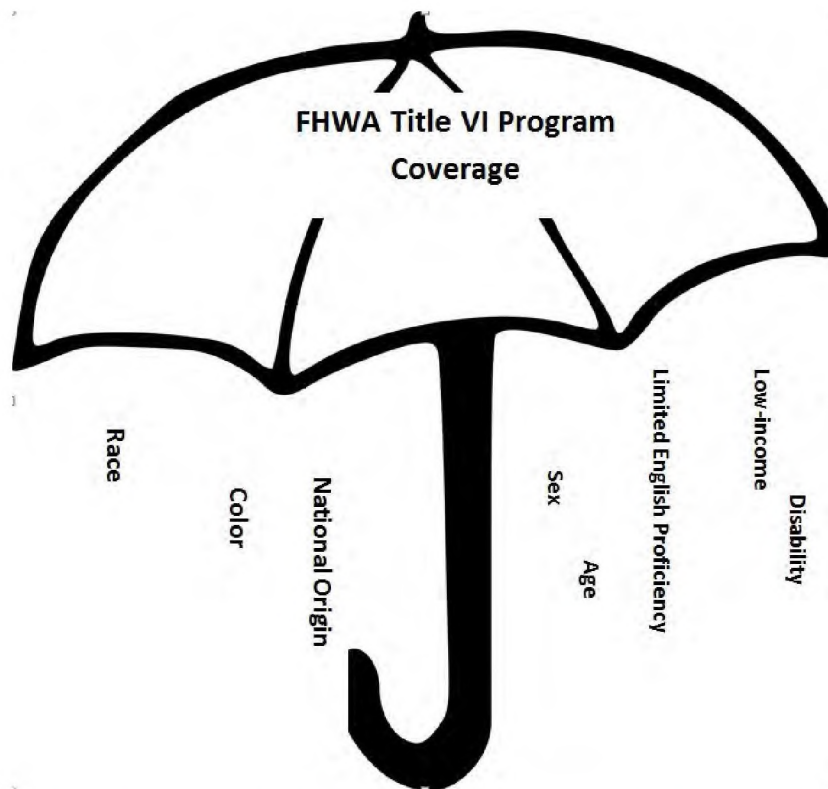 FHWA Title VI Program
Coverage
Race
Color
National Origin
Sex
Age
Limited English Proficiency
Low-income
Disability